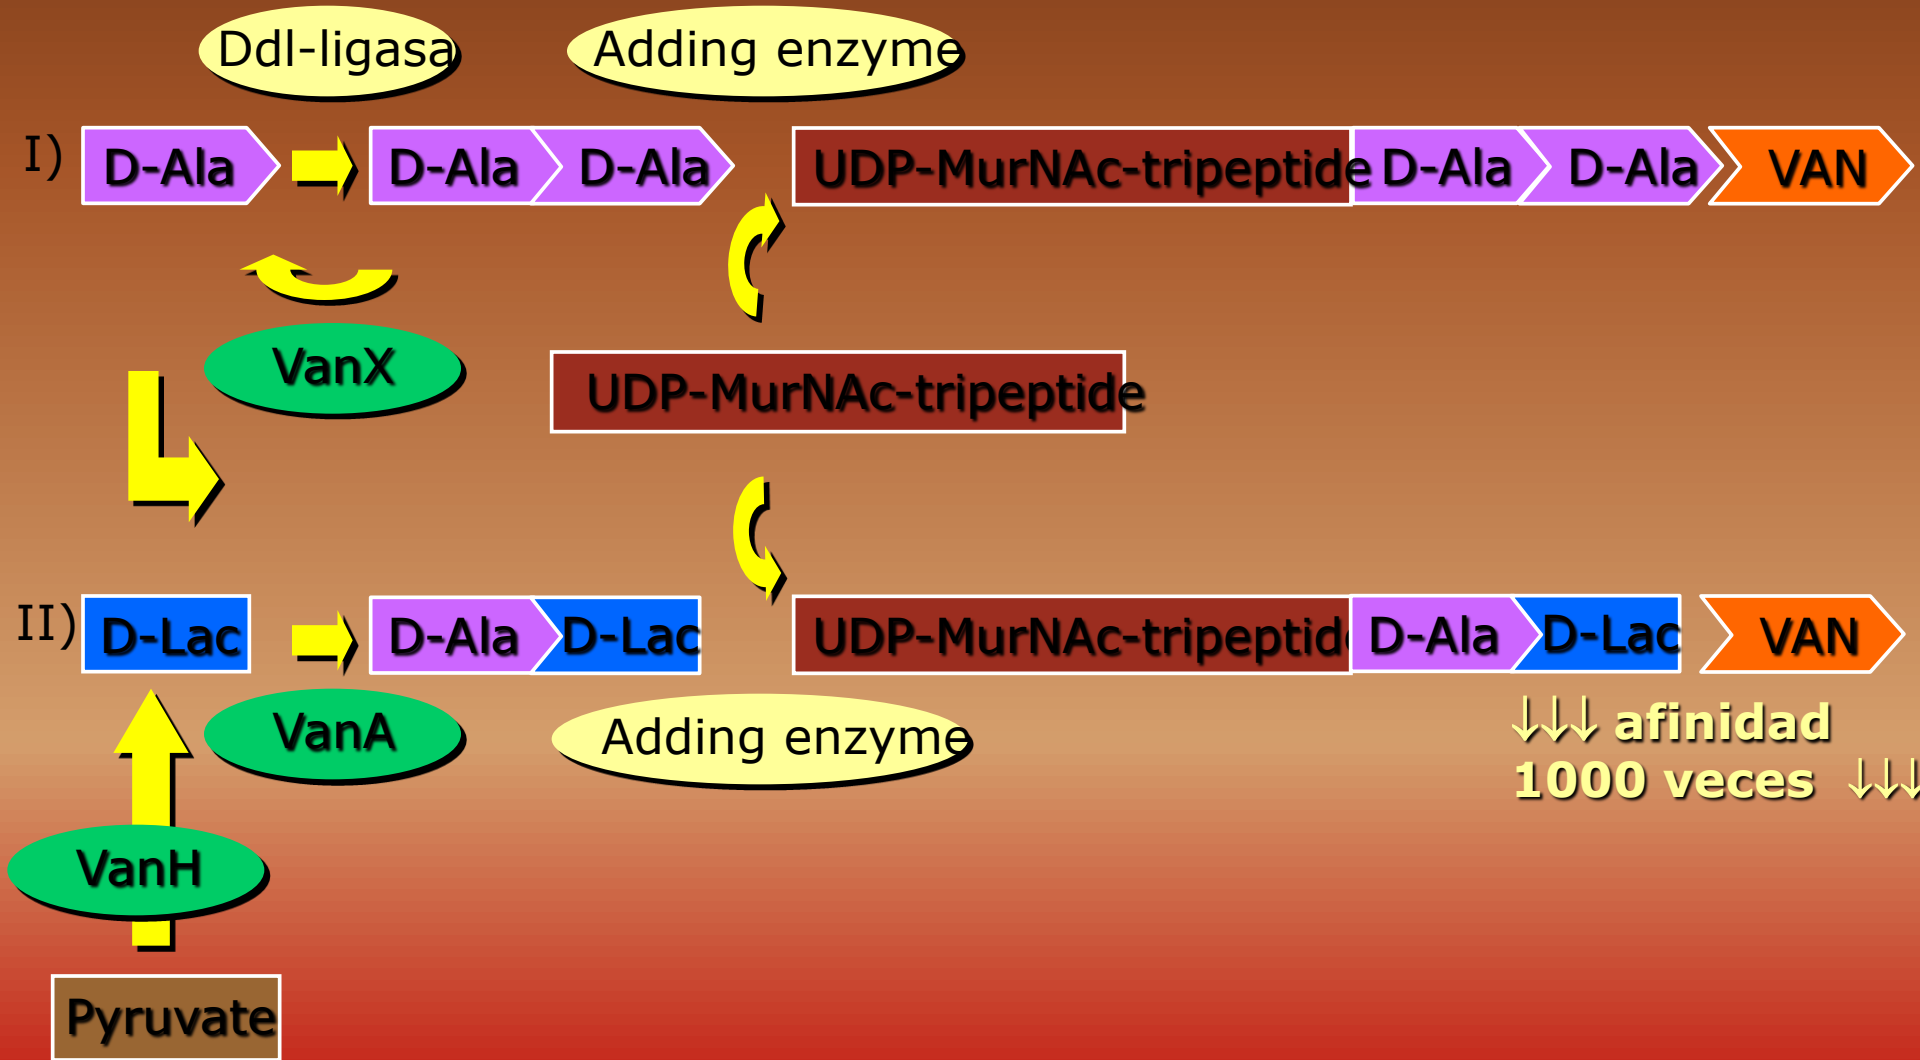 Ddl-ligasa Adding enzyme
I) D-Ala D-Ala D-Ala UDP-MurNAc-tripeptide D-Ala D-Ala VAN
VanX
UDP-MurNAc-tripeptide
II) D-Lac D-Ala D-Lac UDP-MurNAc-tripeptide D-Ala D-Lac VAN
VanA Adding enzyme
↓↓↓ afinidad
1000 veces ↓↓↓
VanH
Pyruvate